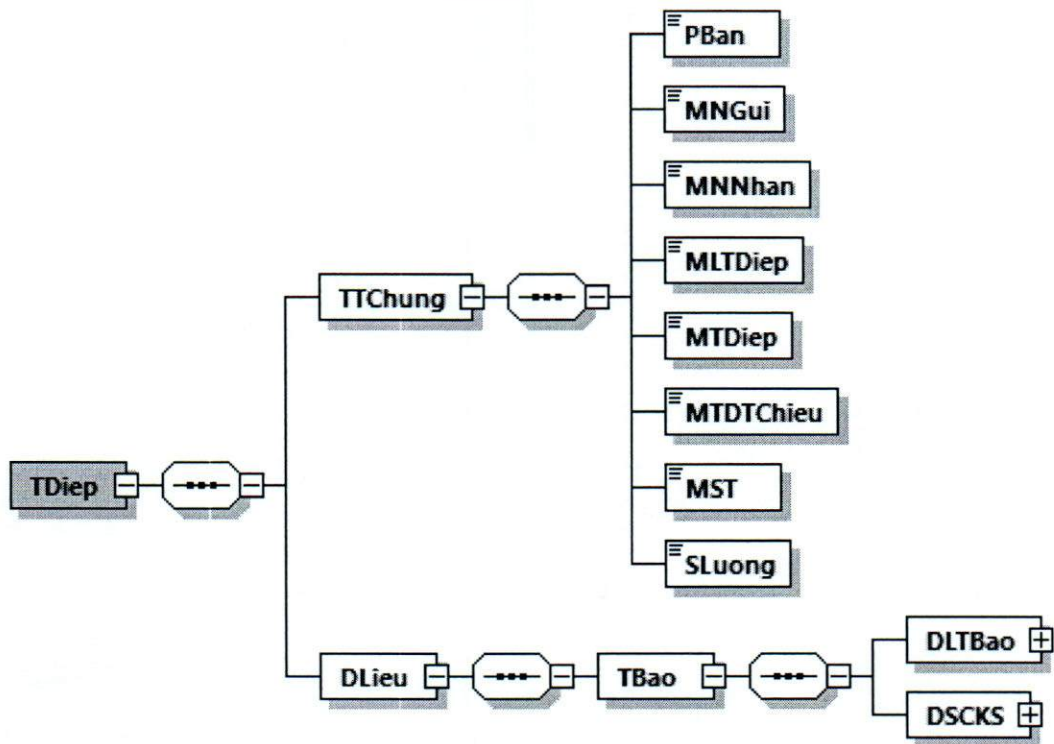 PBan
MNGui
MNNhan
MLTDiep
TTChung
MTDiep
MTDTChieu
TDiep
MST
SLuong
DLieu
TBao
DLTBao
DSCKS